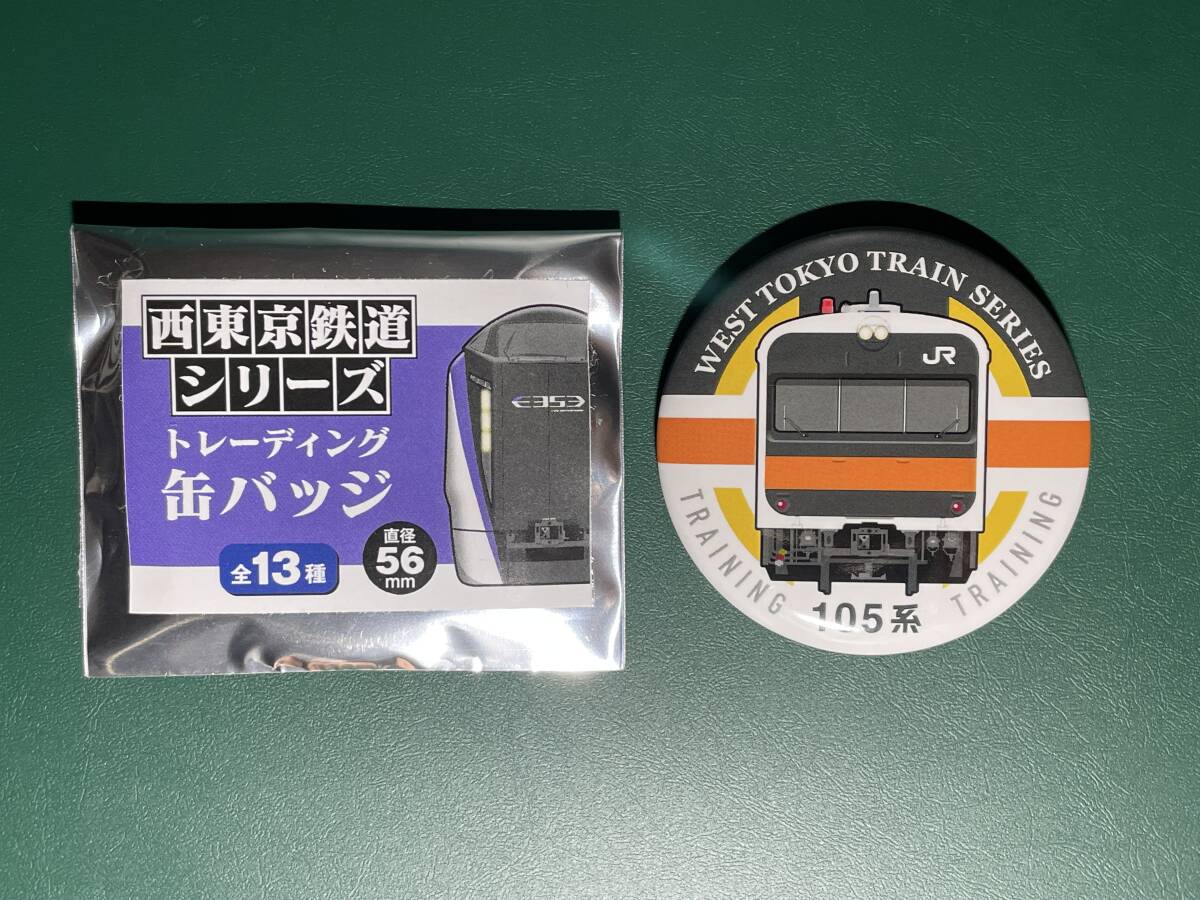 西東京鉄道
シリーズ
トレーディング
缶バッジ
全13種
直径
56
mm
E353
WEST TOKYO TRAIN SERIES
JR
TRAINING
TRAINING
105系